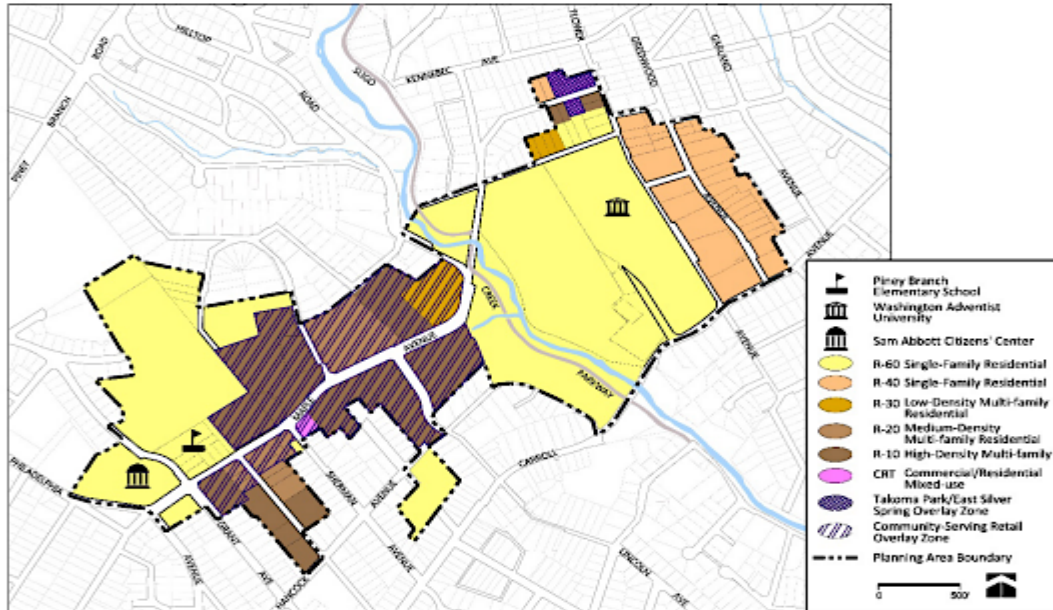 HILLTOP
ROAD
ROAD
BRANCH
PINEY
SLIGO
KENNEBEC AVE
FLOWER
GREENWOOD
GARLAND
AVENUE
AVENUE
AVENUE
AVENUE
CREEK
PARKWAY
AVENUE
MAPLE
CARROLL
SHERMAN
AVENUE
PHILADELPHIA
GRANT
AVENUE
AVE
HANCOCK
AVENUE
LINCOLN
AVE
Piney Branch
Elementary School
Washington Adventist
University
Sam Abbott Citizens' Center
R-60 Single-Family Residential
R-40 Single-Family Residential
R-30 Low-Density Multi-family
Residential
R-20 Medium-Density
Multi-family Residential
R-10 High-Density Multi-family
CRT Commercial/Residential
Mixed-use
Takoma Park/East Silver
Spring Overlay Zone
Community-Serving Retail
Overlay Zone
Planning Area Boundary
0 500'